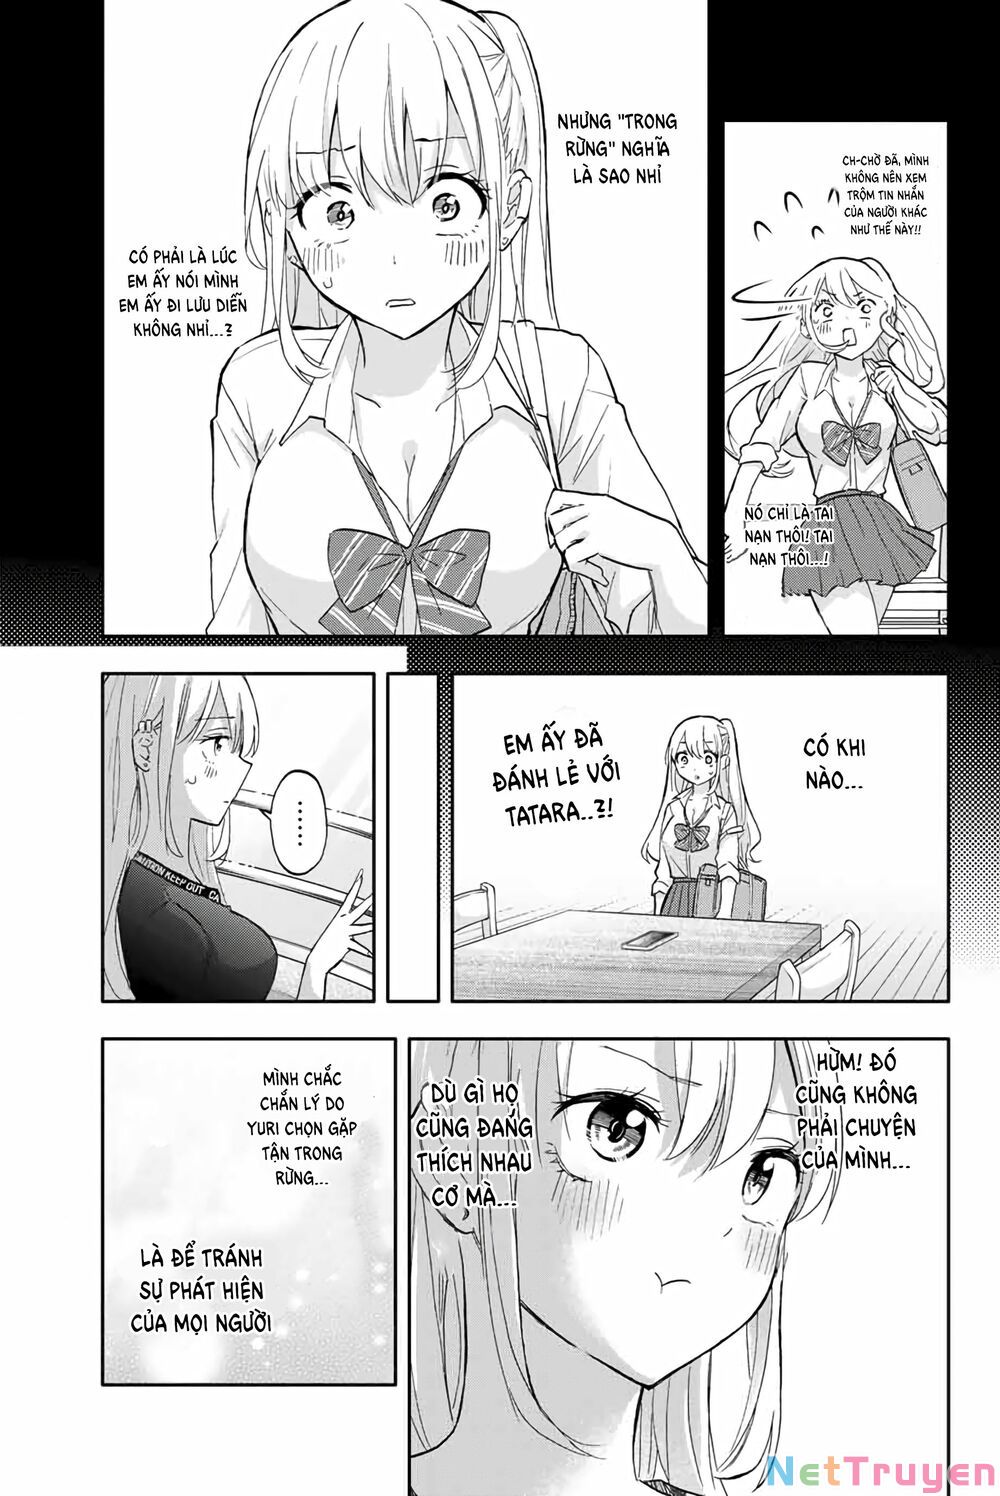 CH-CHỜ ĐÃ, MÌNH
KHÔNG NÊN XEM
TRỘM TIN NHẮN
CỦA NGƯỜI KHÁC
NHƯ THẾ NÀY!!
NÓ CHỈ LÀ TAI
NẠN THÔI! TAI
NẠN THÔI...!
NHƯNG "TRONG
RỪNG" NGHĨA
LÀ SAO NHỈ
CÓ PHẢI LÀ LÚC
EM ẤY NÓI MÌNH
EM ẤY ĐI LƯU DIỄN
KHÔNG NHỈ...?
CÓ KHI
NÀO...
EM ẤY ĐÃ
ĐÁNH LẺ VỚI
TATARA..?!
......
KEEP OUT
HỪM! ĐÓ
CŨNG KHÔNG
PHẢI CHUYỆN
CỦA MÌNH...
DÙ GÌ HỌ
CŨNG ĐANG
THÍCH NHAU
CƠ MÀ...
MÌNH CHẮC
CHẮN LÝ DO
YURI CHỌN GẶP
TẬN TRONG
RỪNG...
LÀ ĐỂ TRÁNH
SỰ PHÁT HIỆN
CỦA MỌI NGƯỜI
NetTruyen